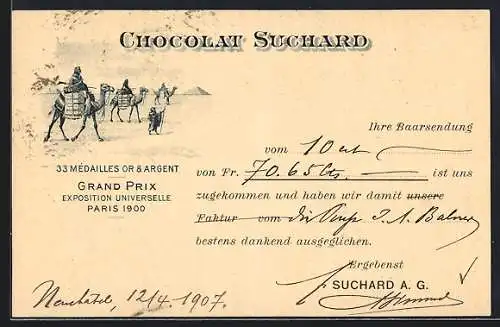 CHOCOLAT SUCHARD
33 MÉDAILLES OR & ARGENT
GRAND PRIX
EXPOSITION UNIVERSELLE
PARIS 1900
Ihre Baarsendung
vom 10 ct
von Fr. 70.65 Cts. ist uns
zugekommen und haben wir damit unsere
Faktur vom
bestens dankend ausgeglichen.
Ergebenst
SUCHARD A. G.
Neuchâtel, 12/4. 1907.